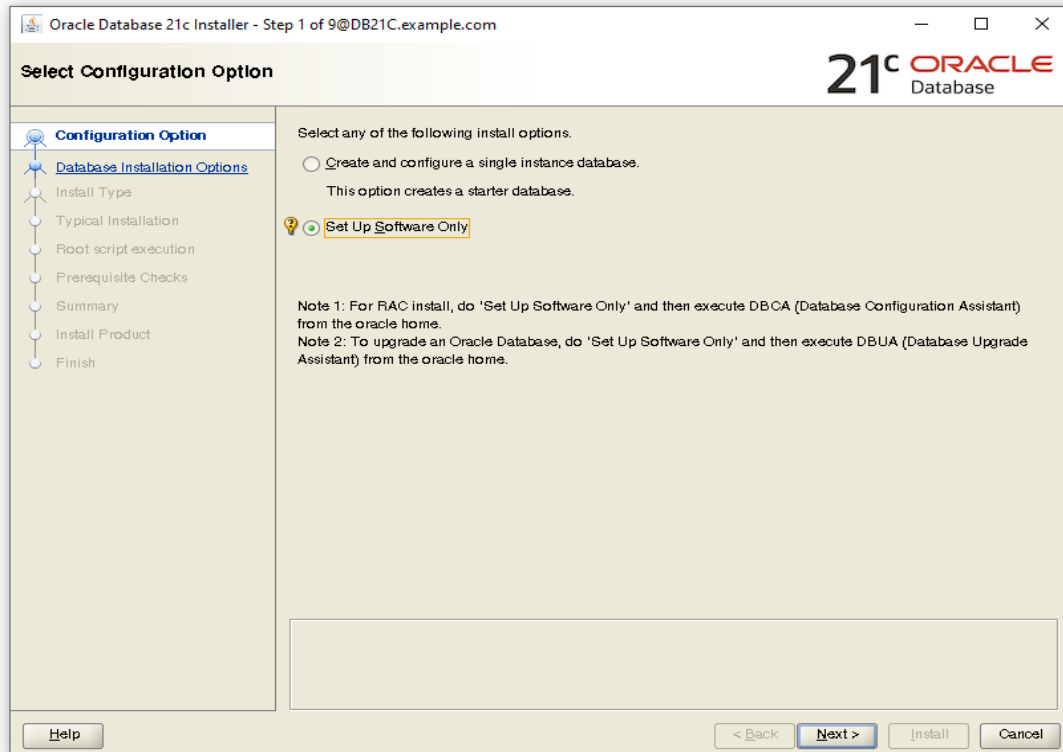 Oracle Database 21c Installer - Step 1 of 9@DB21C.example.com
Select Configuration Option
21c ORACLE
Database
Configuration Option
Database Installation Options
Install Type
Typical Installation
Root script execution
Prerequisite Checks
Summary
Install Product
Finish
Select any of the following install options.
Create and configure a single instance database.
This option creates a starter database.
Set Up Software Only
Note 1: For RAC install, do 'Set Up Software Only' and then execute DBCA (Database Configuration Assistant)
from the oracle home.
Note 2: To upgrade an Oracle Database, do 'Set Up Software Only' and then execute DBUA (Database Upgrade
Assistant) from the oracle home.
Help
< Back
Next >
Install
Cancel